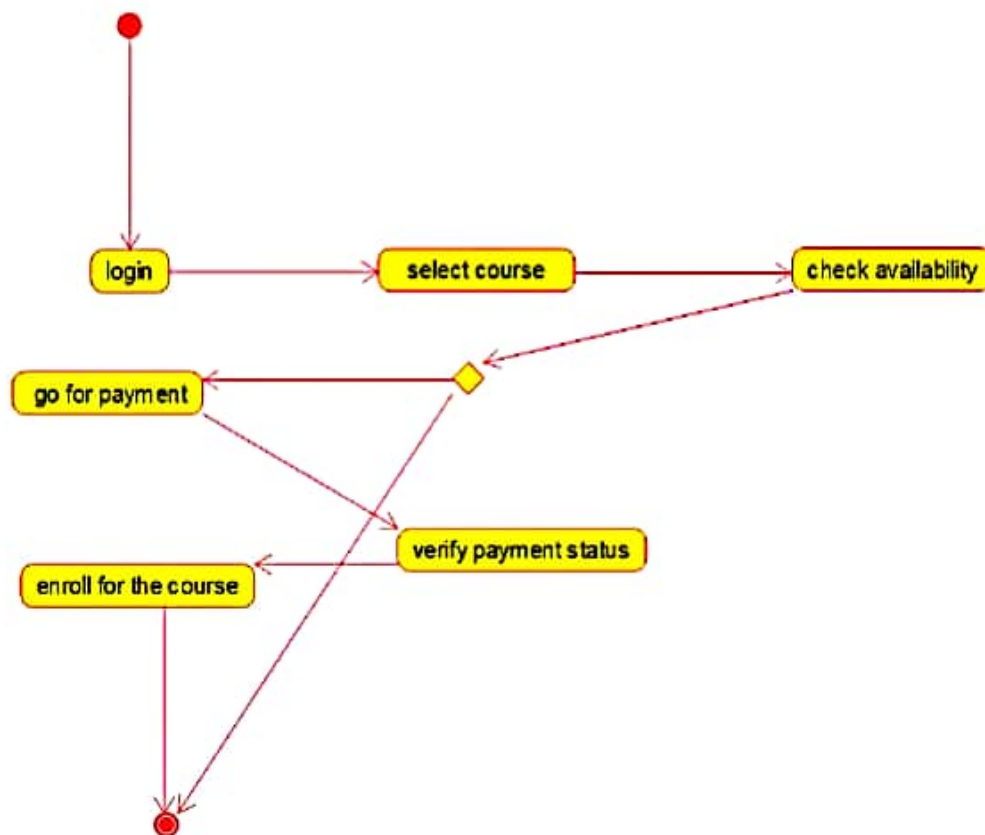 login
select course
check availability
go for payment
verify payment status
enroll for the course